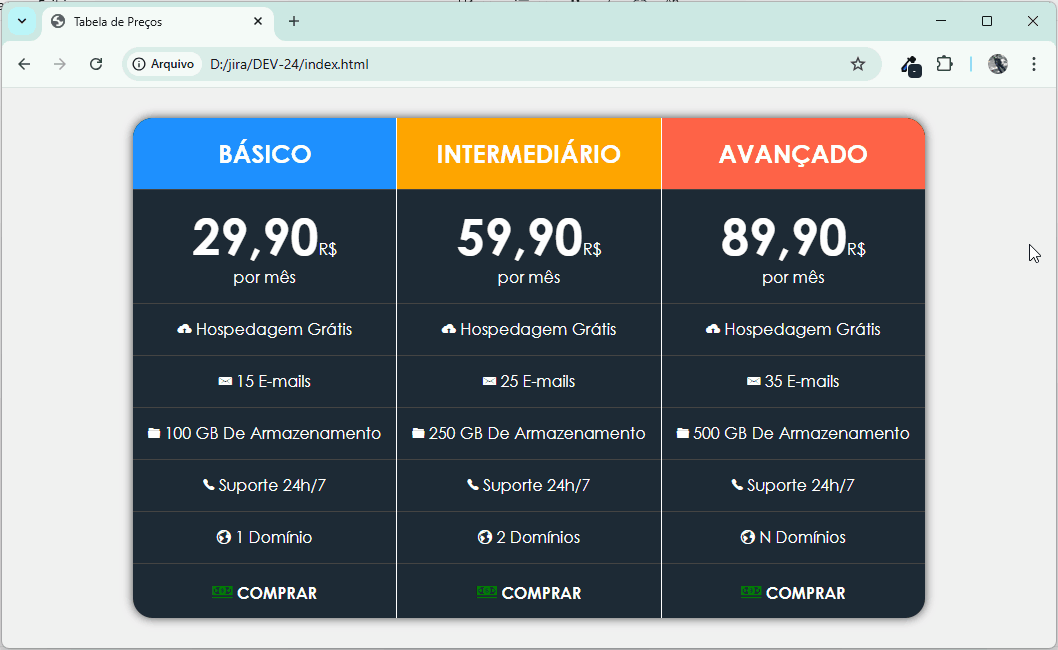 Tabela de Preços
Arquivo D:/jira/DEV-24/index.html
BÁSICO INTERMEDIÁRIO AVANÇADO
29,90R$ 59,90R$ 89,90R$
por mês por mês por mês
Hospedagem Grátis Hospedagem Grátis Hospedagem Grátis
15 E-mails 25 E-mails 35 E-mails
100 GB De Armazenamento 250 GB De Armazenamento 500 GB De Armazenamento
Suporte 24h/7 Suporte 24h/7 Suporte 24h/7
1 Domínio 2 Domínios N Domínios
COMPRAR COMPRAR COMPRAR